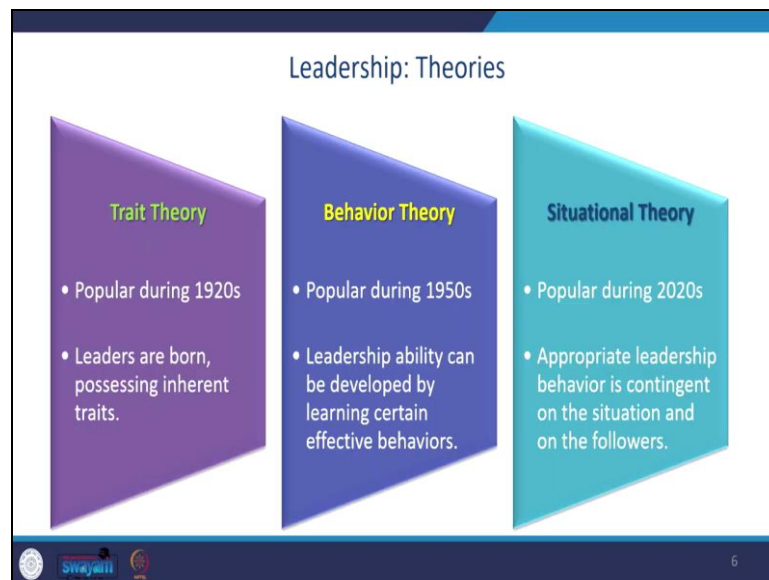 Leadership: Theories
Trait Theory
• Popular during 1920s
• Leaders are born,
possessing inherent
traits.
Behavior Theory
• Popular during 1950s
• Leadership ability can
be developed by
learning certain
effective behaviors.
Situational Theory
• Popular during 2020s
• Appropriate leadership
behavior is contingent
on the situation and
on the followers.
swayam
6